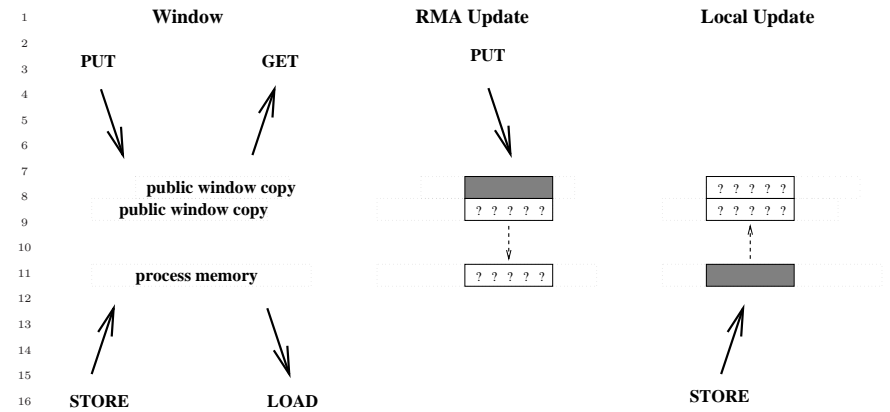 1 Window RMA Update Local Update
2
3 PUT GET PUT
4
5
6
7
8 public window copy ? ? ? ? ?
9 public window copy ? ? ? ? ? ? ? ? ? ?
10
11 process memory ? ? ? ? ?
12
13
14
15
16 STORE LOAD STORE